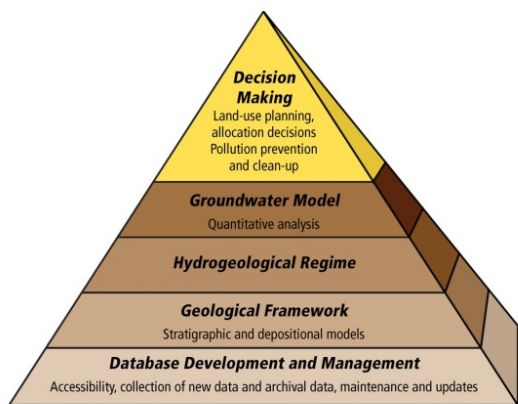 Decision
Making
Land-use planning,
allocation decisions
Pollution prevention
and clean-up
Groundwater Model
Quantitative analysis
Hydrogeological Regime
Geological Framework
Stratigraphic and depositional models
Database Development and Management
Accessibility, collection of new data and archival data, maintenance and updates